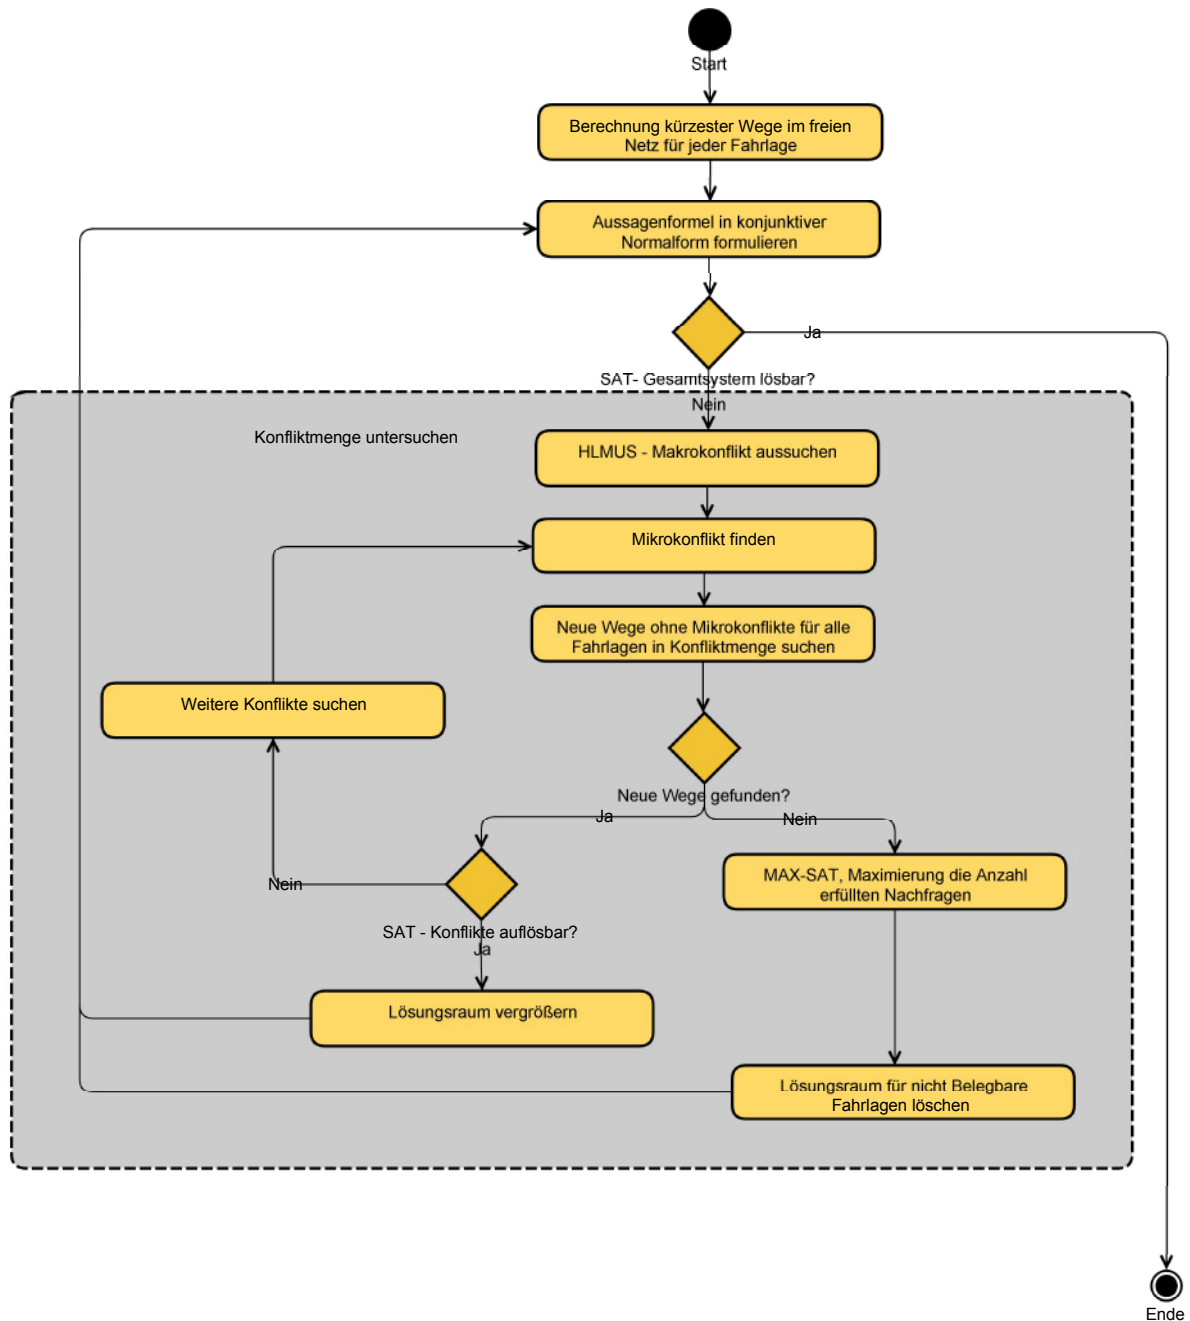 Start
Berechnung kürzester Wege im freien
Netz für jeder Fahrlage
Aussagenformel in konjunktiver
Normalform formulieren
Ja
SAT- Gesamtsystem lösbar?
Nein
Konfliktmenge untersuchen
HLMUS - Makrokonflikt aussuchen
Mikrokonflikt finden
Neue Wege ohne Mikrokonflikte für alle
Fahrlagen in Konfliktmenge suchen
Weitere Konflikte suchen
Neue Wege gefunden?
Ja
Nein
MAX-SAT, Maximierung die Anzahl
erfüllten Nachfragen
Nein
SAT - Konflikte auflösbar?
Ja
Lösungsraum vergrößern
Lösungsraum für nicht Belegbare
Fahrlagen löschen
Ende